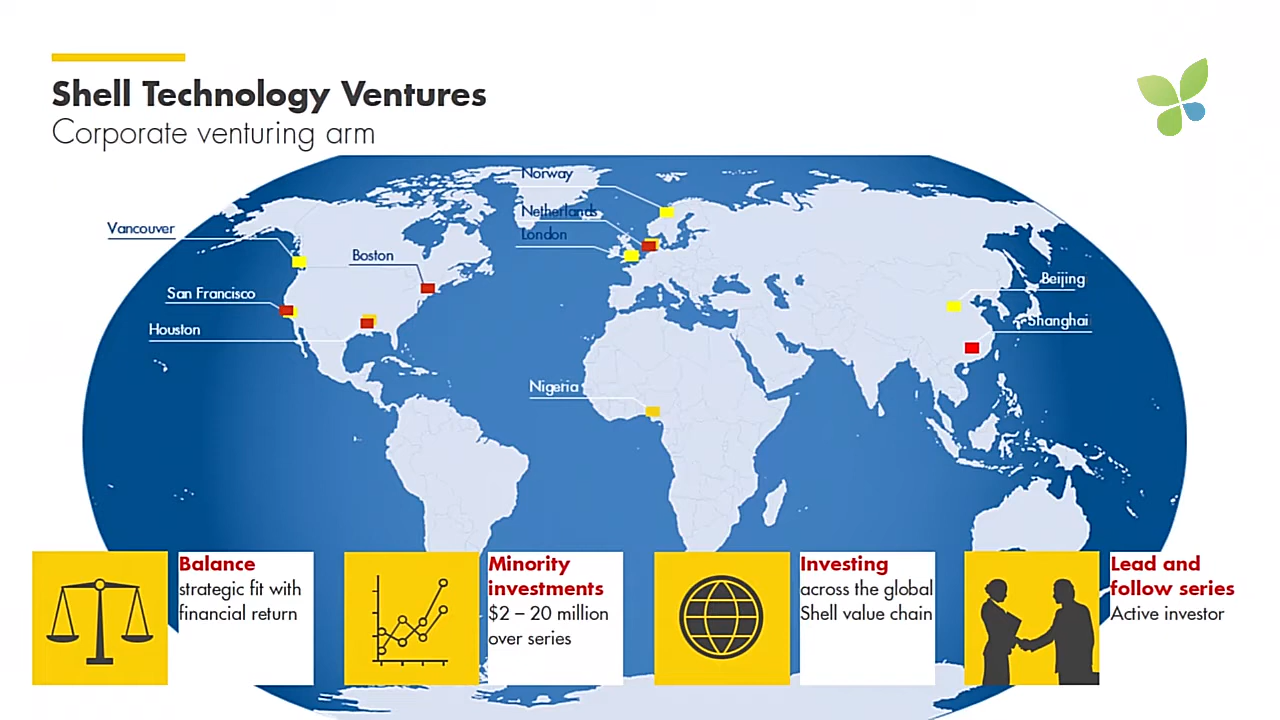 Shell Technology Ventures
Corporate venturing arm
Norway
Netherlands
London
Vancouver
Boston
San Francisco
Houston
Nigeria
Beijing
Shanghai
Balance
strategic fit with
financial return
Minority
investments
$2 – 20 million
over series
Investing
across the global
Shell value chain
Lead and
follow series
Active investor